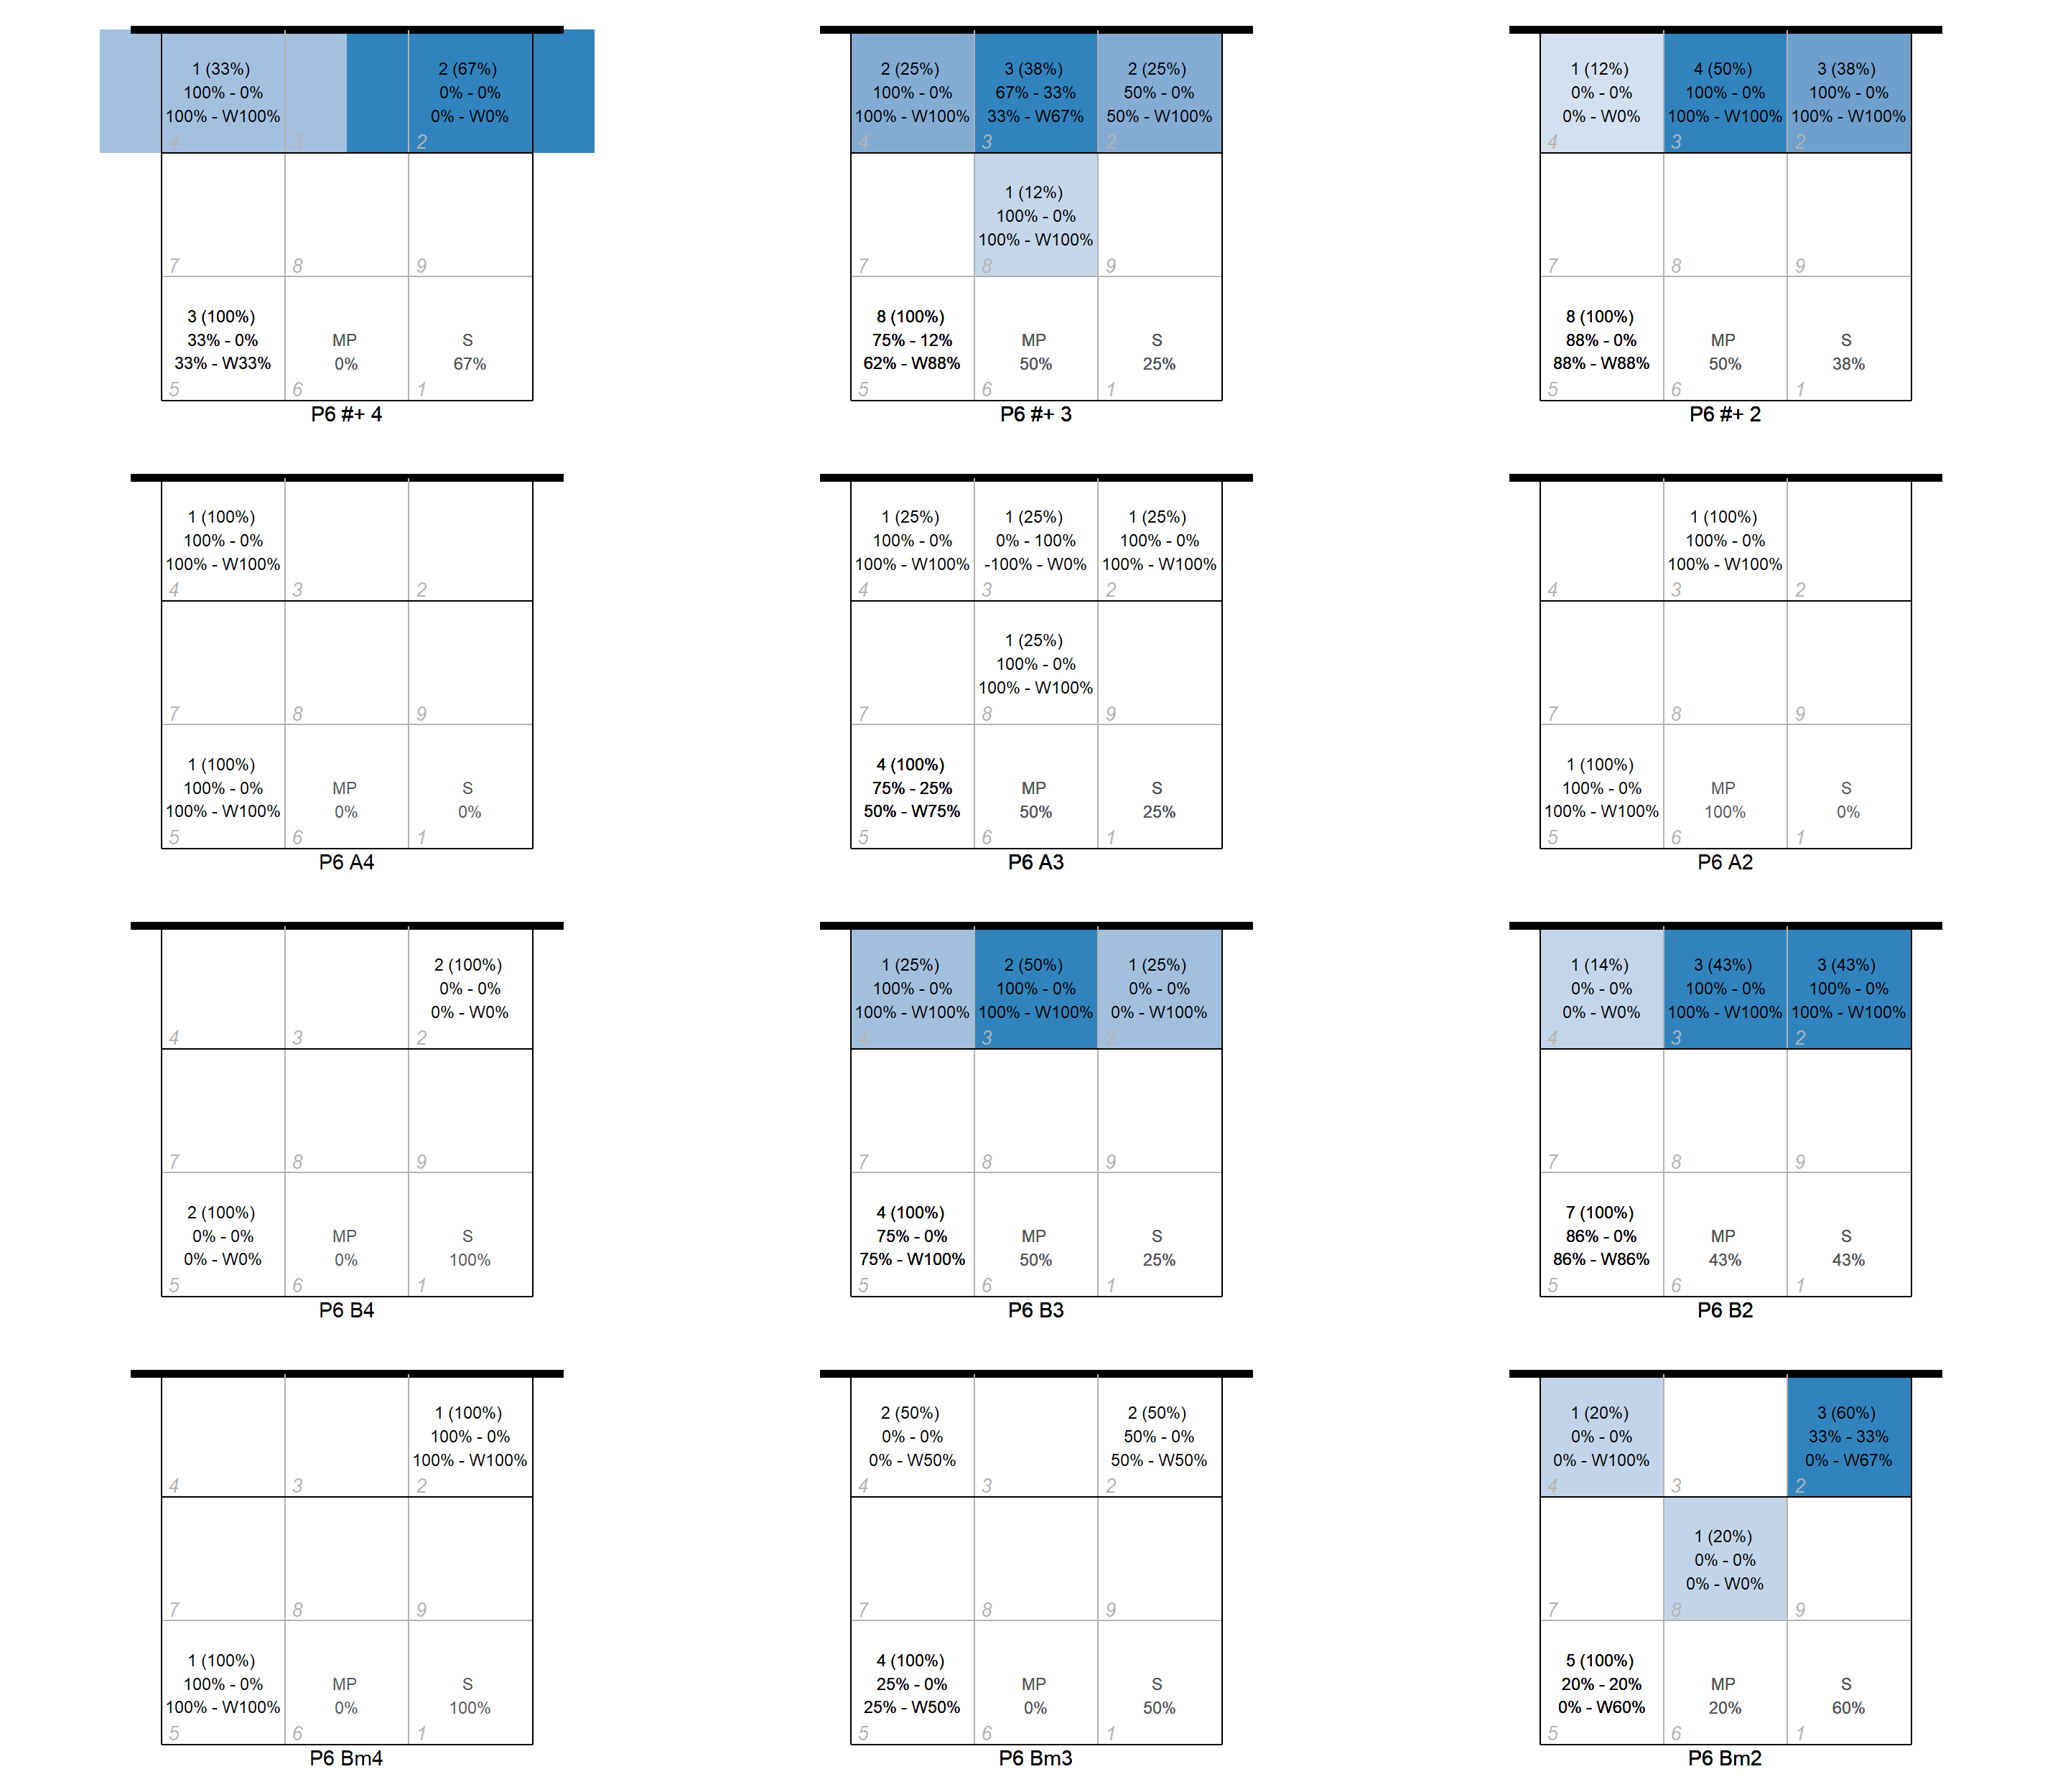 1 (33%)
100% - 0%
100% - W100%
4
3
2 (67%)
0% - 0%
0% - W0%
2
7
8
9
3 (100%)
33% - 0%
33% - W33%
5
MP
0%
6
S
67%
1
P6 #+ 4
2 (25%)
100% - 0%
100% - W100%
4
3 (38%)
67% - 33%
33% - W67%
3
2 (25%)
50% - 0%
50% - W100%
2
7
1 (12%)
100% - 0%
100% - W100%
8
9
8 (100%)
75% - 12%
62% - W88%
5
MP
50%
6
S
25%
1
P6 #+ 3
1 (12%)
0% - 0%
0% - W0%
4
4 (50%)
100% - 0%
100% - W100%
3
3 (38%)
100% - 0%
100% - W100%
2
7
8
9
8 (100%)
88% - 0%
88% - W88%
5
MP
50%
6
S
38%
1
P6 #+ 2
1 (100%)
100% - 0%
100% - W100%
4
3
2
7
8
9
1 (100%)
100% - 0%
100% - W100%
5
MP
0%
6
S
0%
1
P6 A4
1 (25%)
100% - 0%
100% - W100%
4
1 (25%)
0% - 100%
-100% - W0%
3
1 (25%)
100% - 0%
100% - W100%
2
7
1 (25%)
100% - 0%
100% - W100%
8
9
4 (100%)
75% - 25%
50% - W75%
5
MP
50%
6
S
25%
1
P6 A3
4
1 (100%)
100% - 0%
100% - W100%
3
2
7
8
9
1 (100%)
100% - 0%
100% - W100%
5
MP
100%
6
S
0%
1
P6 A2
4
3
2 (100%)
0% - 0%
0% - W0%
2
7
8
9
2 (100%)
0% - 0%
0% - W0%
5
MP
0%
6
S
100%
1
P6 B4
1 (25%)
100% - 0%
100% - W100%
4
2 (50%)
100% - 0%
100% - W100%
3
1 (25%)
0% - 0%
0% - W100%
2
7
8
9
4 (100%)
75% - 0%
75% - W100%
5
MP
50%
6
S
25%
1
P6 B3
1 (14%)
0% - 0%
0% - W0%
4
3 (43%)
100% - 0%
100% - W100%
3
3 (43%)
100% - 0%
100% - W100%
2
7
8
9
7 (100%)
86% - 0%
86% - W86%
5
MP
43%
6
S
43%
1
P6 B2
4
3
1 (100%)
100% - 0%
100% - W100%
2
7
8
9
1 (100%)
100% - 0%
100% - W100%
5
MP
0%
6
S
100%
1
P6 Bm4
2 (50%)
0% - 0%
0% - W50%
4
3
2 (50%)
50% - 0%
50% - W50%
2
7
8
9
4 (100%)
25% - 0%
25% - W50%
5
MP
0%
6
S
50%
1
P6 Bm3
1 (20%)
0% - 0%
0% - W100%
4
3
3 (60%)
33% - 33%
0% - W67%
2
7
1 (20%)
0% - 0%
0% - W0%
8
9
5 (100%)
20% - 20%
0% - W60%
5
MP
20%
6
S
60%
1
P6 Bm2